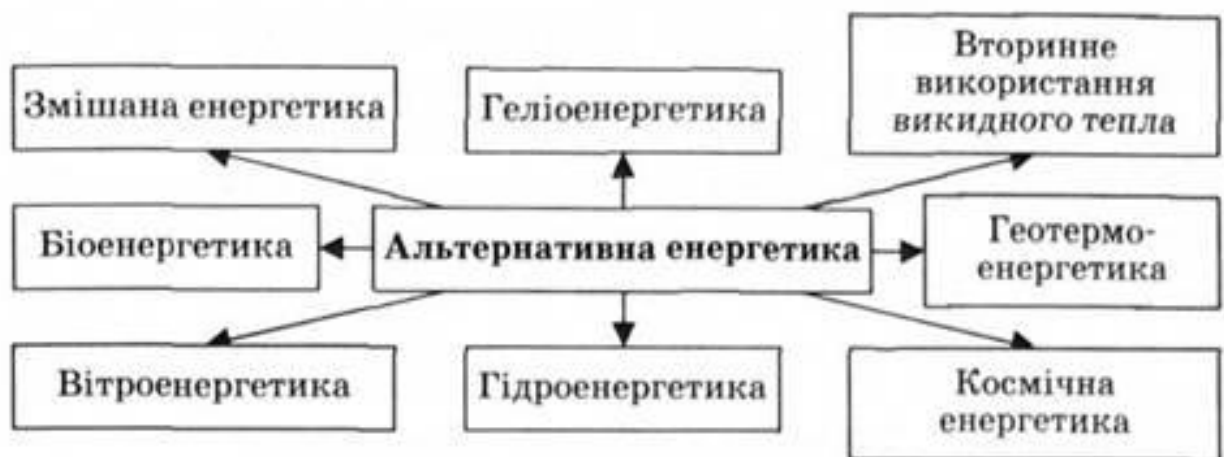 Змішана енергетика
Геліоенергетика
Вторинне
використання
викидного тепла
Біоенергетика
Альтернативна енергетика
Геотермо-
енергетика
Вітроенергетика
Гідроенергетика
Космічна
енергетика